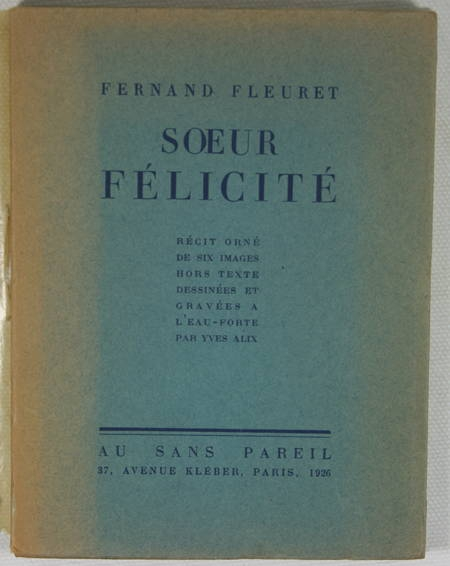 FERNAND FLEURET
SŒUR
FÉLICITÉ
RÉCIT ORNÉ
DE SIX IMAGES
HORS TEXTE
DESSINÉES ET
GRAVÉES A
L'EAU-FORTE
PAR YVES ALIX
AU SANS PAREIL
37, AVENUE KLÉBER, PARIS, 1926